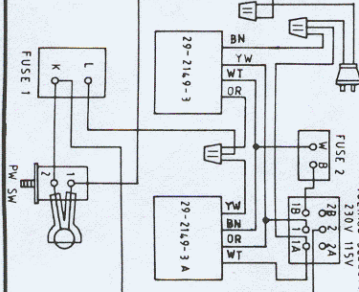 BN
YW
WT
OR
29-2149-3
FUSE 1
K
L
FUSE 2
W
B
PW SW
2
1
29-2149-3 A
YW
BN
OR
WT
230V 115V
2B 2 2A
1B 1 1A